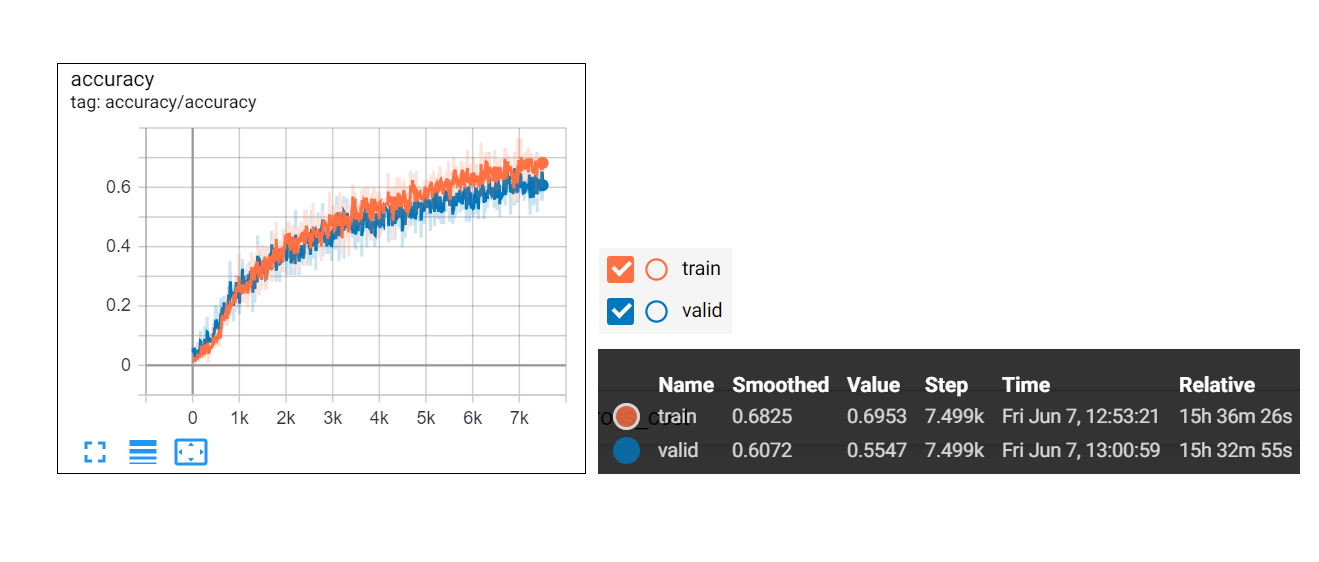 accuracy
tag: accuracy/accuracy
0.6
0.4
0.2
0
0 1k 2k 3k 4k 5k 6k 7k
train
valid
Name Smoothed Value Step Time Relative
train 0.6825 0.6953 7.499k Fri Jun 7, 12:53:21 15h 36m 26s
valid 0.6072 0.5547 7.499k Fri Jun 7, 13:00:59 15h 32m 55s